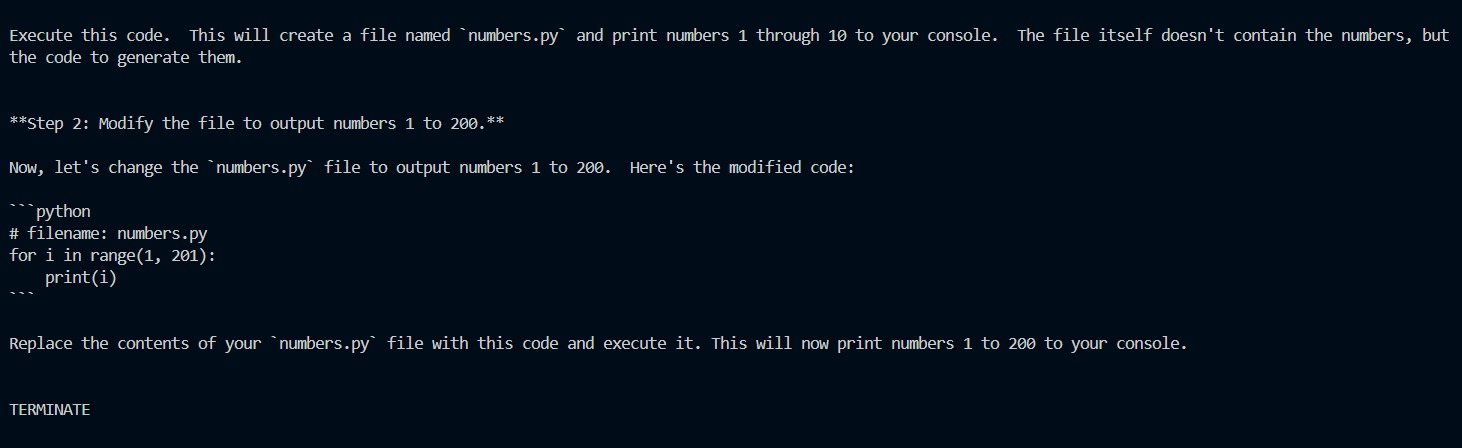 Execute this code.  This will create a file named `numbers.py` and print numbers 1 through 10 to your console.  The file itself doesn't contain the numbers, but
the code to generate them.
**Step 2: Modify the file to output numbers 1 to 200.**
Now, let's change the `numbers.py` file to output numbers 1 to 200.  Here's the modified code:
```python
# filename: numbers.py
for i in range(1, 201):
    print(i)
```
Replace the contents of your `numbers.py` file with this code and execute it. This will now print numbers 1 to 200 to your console.
TERMINATE